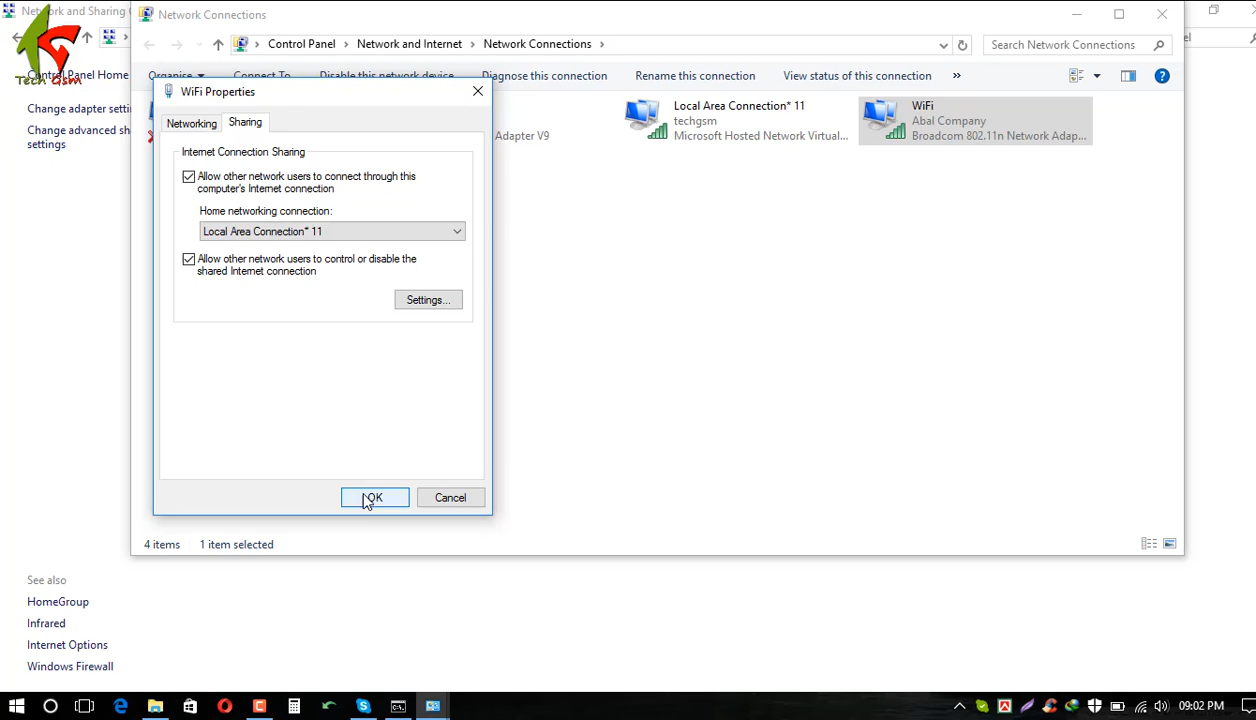 Network and Sharing C
Network Connections
Control Panel
Network and Internet
Network Connections
Search Network Connections
Tech Gsm
Control Panel Home
Change adapter setti
Change advanced sh
settings
Organise
Connect To
Disable this network device
Diagnose this connection
Rename this connection
View status of this connection
»
Adapter V9
Local Area Connection* 11
techgsm
Microsoft Hosted Network Virtual...
WiFi
Abal Company
Broadcom 802.11n Network Adap...
WiFi Properties
Networking
Sharing
Internet Connection Sharing
Allow other network users to connect through this
computer's Internet connection
Home networking connection:
Local Area Connection* 11
Allow other network users to control or disable the
shared Internet connection
Settings...
OK
Cancel
4 items
1 item selected
See also
HomeGroup
Infrared
Internet Options
Windows Firewall
09:02 PM